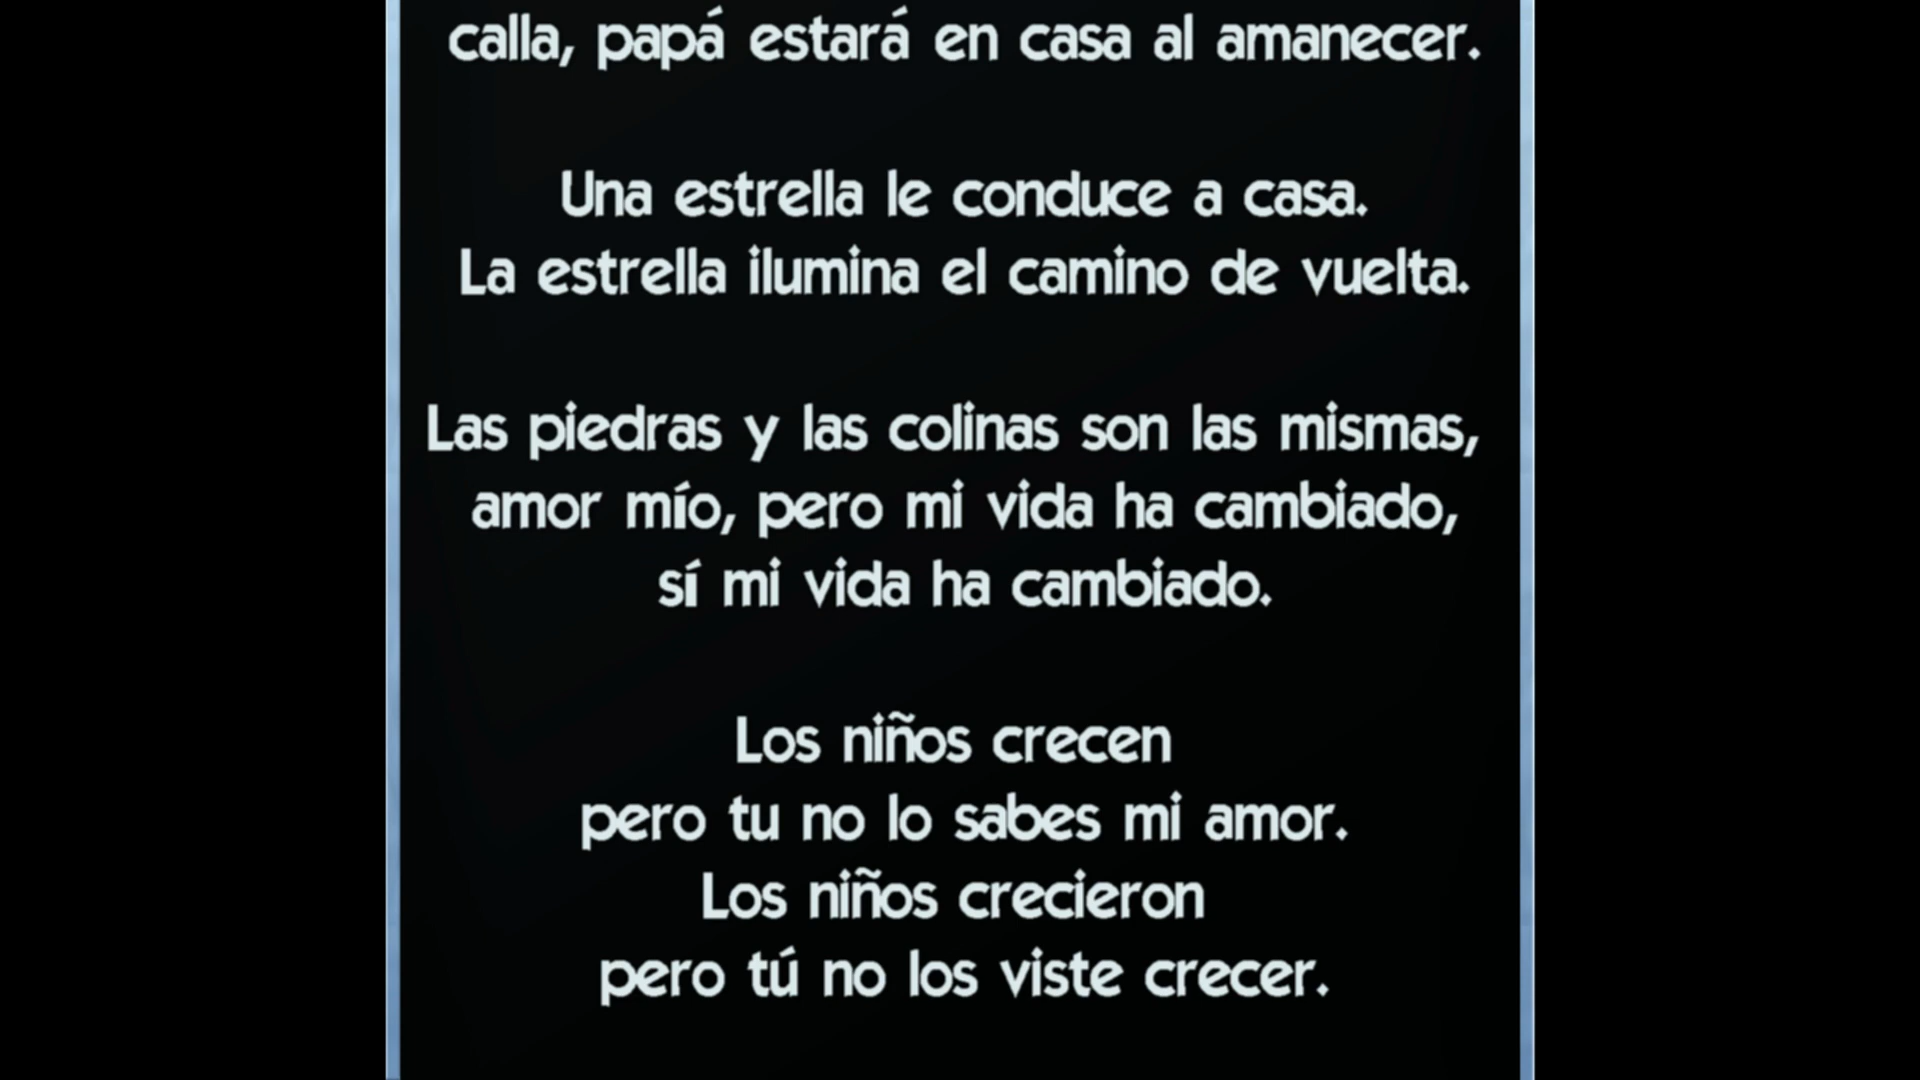 calla, papá estará en casa al amanecer.
Una estrella le conduce a casa.
La estrella ilumina el camino de vuelta.
Las piedras y las colinas son las mismas,
amor mío, pero mi vida ha cambiado,
sí mi vida ha cambiado.
Los niños crecen
pero tu no lo sabes mi amor.
Los niños crecieron
pero tú no los viste crecer.